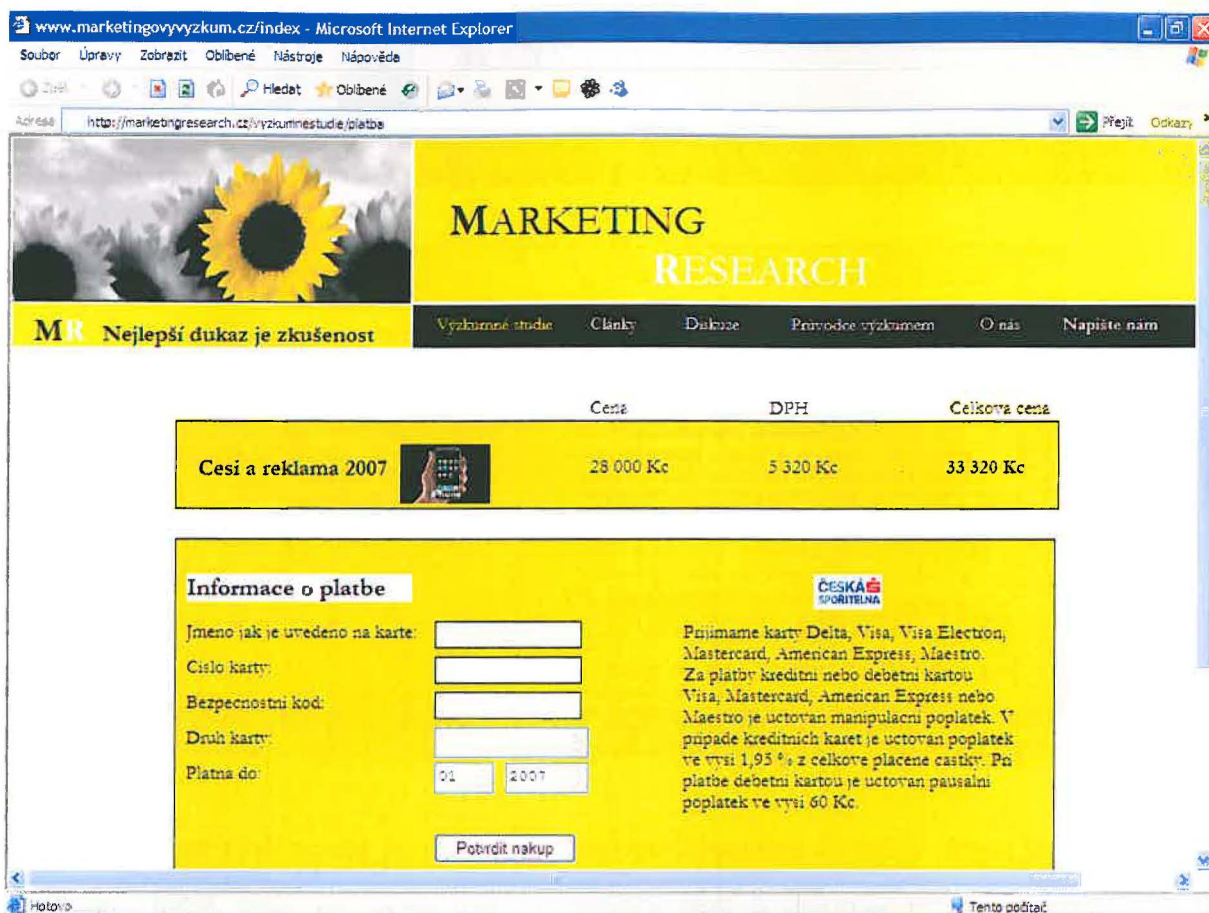 www.marketingovyvyzkum.cz/index - Microsoft Internet Explorer
Soubor Úpravy Zobrazit Oblíbené Nástroje Nápověda
Zpět Hledat Oblíbené
Adresa http://marketingresearch.cz/vyzkumnestudie/platba Přejít Odkazy
MARKETING
RESEARCH
MR Nejlepší dukaz je zkušenost
Výzkumné studie Články Diskuze Průvodce výzkumem O nás Napište nám
Cena DPH Celkova cena
Cesi a reklama 2007 28 000 Kc 5 320 Kc 33 320 Kc
Informace o platbe
Jmeno jak je uvedeno na karte:
Cislo karty:
Bezpecnostni kod:
Druh karty:
Platna do: 01 2007
Potvrdit nakup
ČESKÁ
SPOŘITELNA
Prijimame karty Delta, Visa, Visa Electron,
Mastercard, American Express, Maestro.
Za platby kreditni nebo debetni kartou
Visa, Mastercard, American Express nebo
Maestro je uctovan manipulacni poplatek. V
pripade kreditnich karet je uctovan poplatek
ve vysi 1,95 % z celkove placene castky. Pri
platbe debetni kartou je uctovan pausalni
poplatek ve vysi 60 Kc.
Hotovo Tento počítač